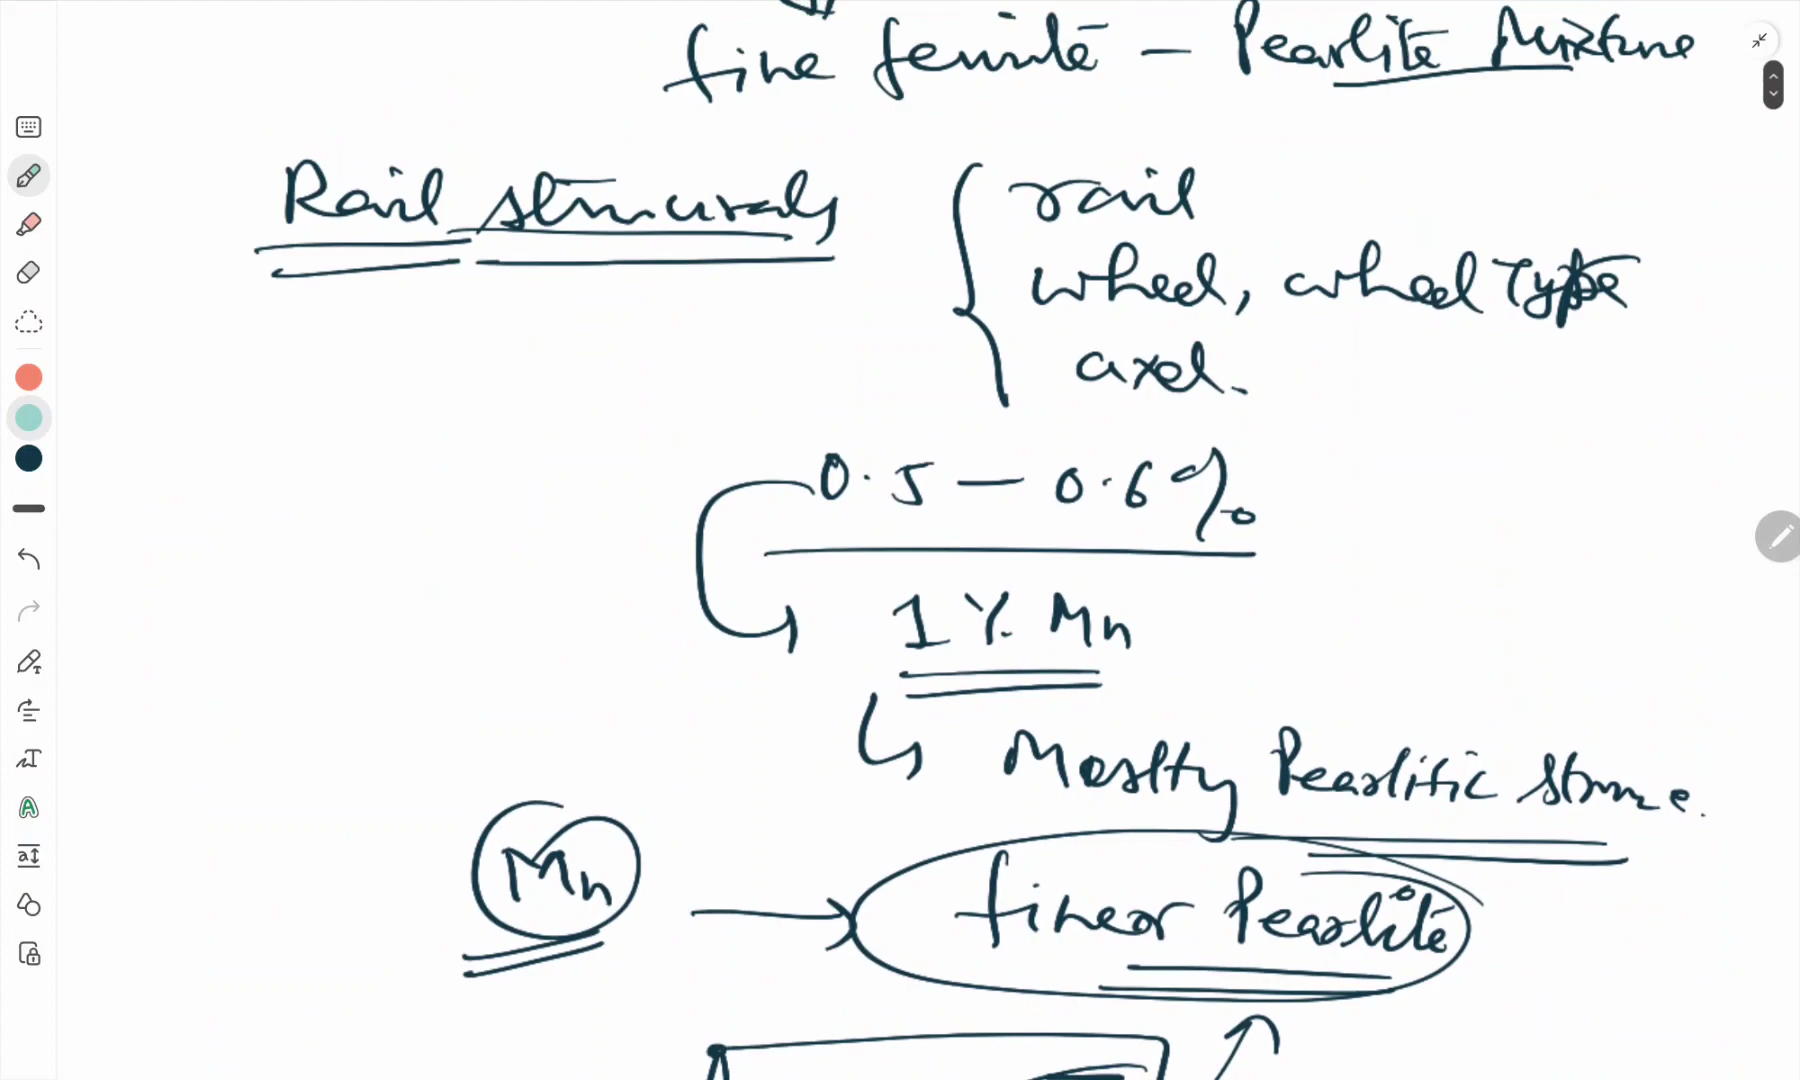 fine ferrite - Pearlite Mixture
Rail structurals
rail
wheel, wheel Type
axel.
0.5 - 0.6%
1% Mn
Mostly Pearlitic
Mn
finer Pearlite